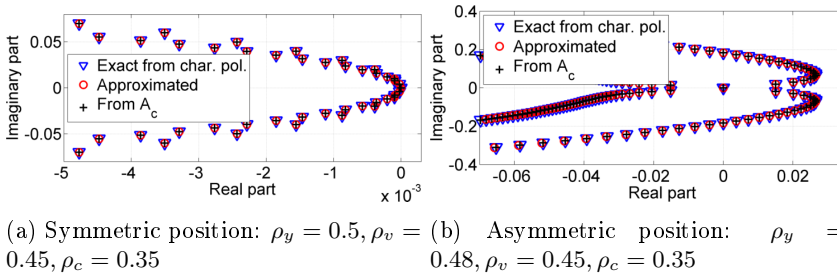 0.05
0
-0.05
Imaginary part
Exact from char. pol.
Approximated
From A_c
-5 -4 -3 -2 -1 0
Real part
x 10^-3
0.4
0.2
0
-0.2
-0.4
Imaginary part
Exact from char. pol.
Approximated
From A_c
-0.06 -0.04 -0.02 0 0.02
Real part
(a) Symmetric position: ρ_y = 0.5, ρ_v =
0.45, ρ_c = 0.35
(b) Asymmetric position: ρ_y =
0.48, ρ_v = 0.45, ρ_c = 0.35